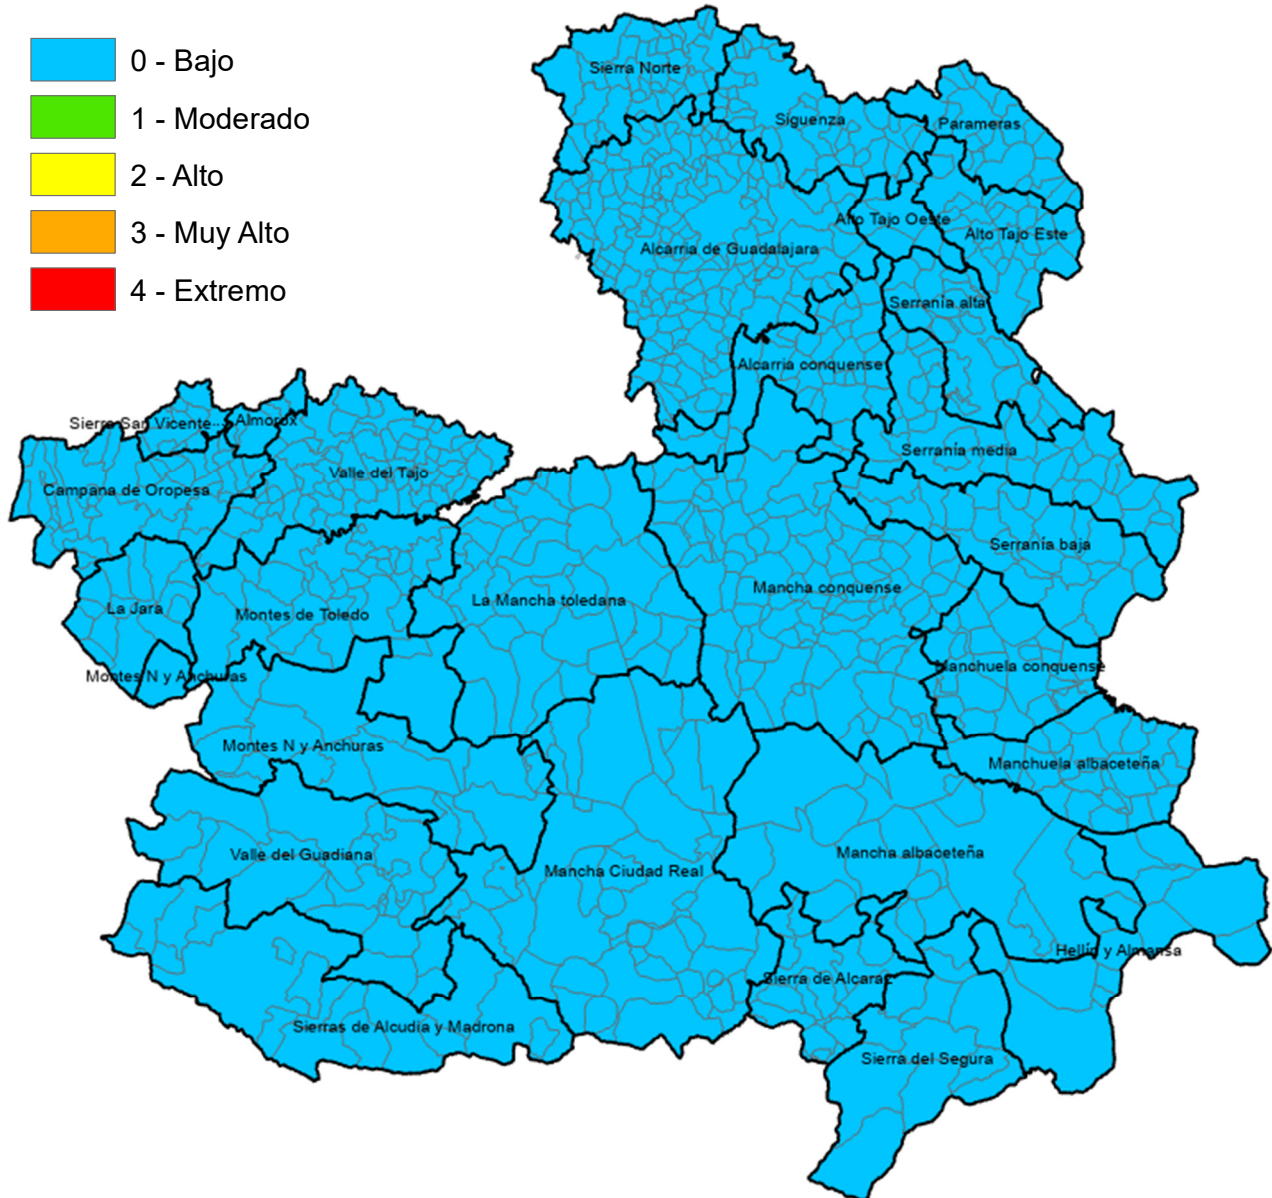 0 - Bajo
1 - Moderado
2 - Alto
3 - Muy Alto
4 - Extremo
Sierra Norte
Siguenza
Parameras
Alto Tajo Oeste
Alto Tajo Este
Alcarria de Guadalajara
Serranía alta
Alcarria conquense
Sierra San Vicente
Almorox
Serranía media
Valle del Tajo
Campana de Oropesa
Serranía baja
Mancha conquense
La Mancha toledana
La Jara
Montes de Toledo
Manchuela conquense
Montes N y Anchuras
Montes N y Anchuras
Manchuela albaceteña
Valle del Guadiana
Mancha albaceteña
Mancha Ciudad Real
Hellín y Almansa
Sierra de Alcaraz
Sierras de Alcudia y Madrona
Sierra del Segura